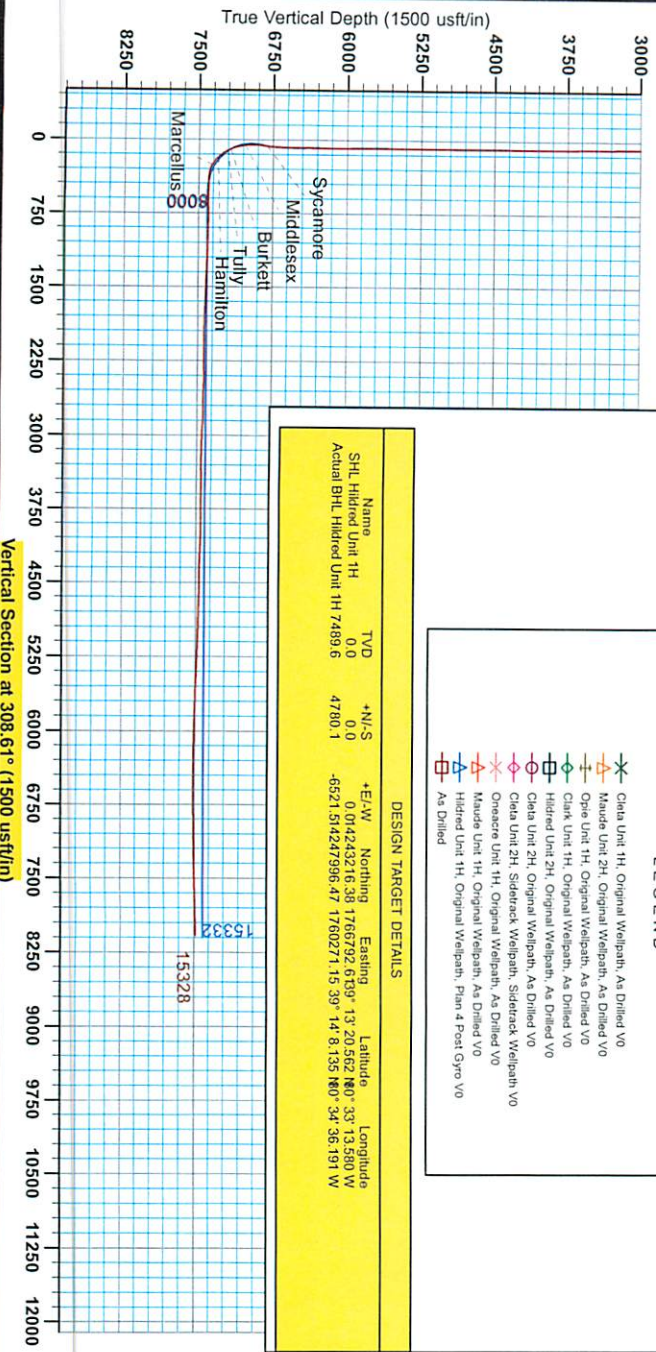 LEGEND
Cleta Unit 1H, Original Wellpath, As Drilled V0
Maude Unit 2H, Original Wellpath, As Drilled V0
Opie Unit 1H, Original Wellpath, As Drilled V0
Clark Unit 1H, Original Wellpath, As Drilled V0
Hildred Unit 2H, Original Wellpath, As Drilled V0
Cleta Unit 2H, Original Wellpath, As Drilled V0
Cleta Unit 2H, Sidetrack Wellpath, Sidetrack Wellpath V0
Oneacre Unit 1H, Original Wellpath, As Drilled V0
Maude Unit 1H, Original Wellpath, As Drilled V0
Hildred Unit 1H, Original Wellpath, Plan 4 Post Gyro V0
As Drilled
DESIGN TARGET DETAILS
Name TVD +N/-S +E/-W Northing Easting Latitude Longitude
SHL Hildred Unit 1H 0.0 0.0 0.014243216.38 1766792.6139° 13' 20.562 N80° 33' 13.580 W
Actual BHL Hildred Unit 1H 7489.6 4780.1 -6521.514247996.47 1760271.15 39° 14' 8.135 N80° 34' 36.191 W
True Vertical Depth (1500 usft/in)
3000
3750
4500
5250
6000
6750
7500
8250
Sycamore
Middlesex
Burkett
Tully
Hamilton
Marcellus
8000
15332
15328
0 750 1500 2250 3000 3750 4500 5250 6000 6750 7500 8250 9000 9750 10500 11250 12000
Vertical Section at 308.61° (1500 usft/in)